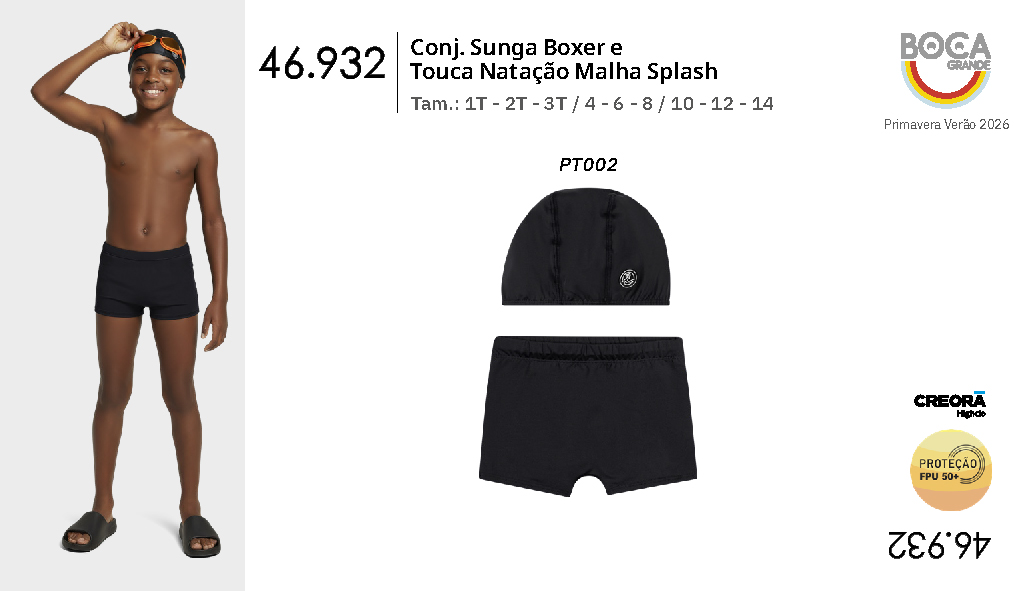 46.932
Conj. Sunga Boxer e
Touca Natação Malha Splash
Tam.: 1T - 2T - 3T / 4 - 6 - 8 / 10 - 12 - 14
BOCA
GRANDE
Primavera Verão 2026
PT002
CREORA
Highclo
PROTEÇÃO
FPU 50+
46.932